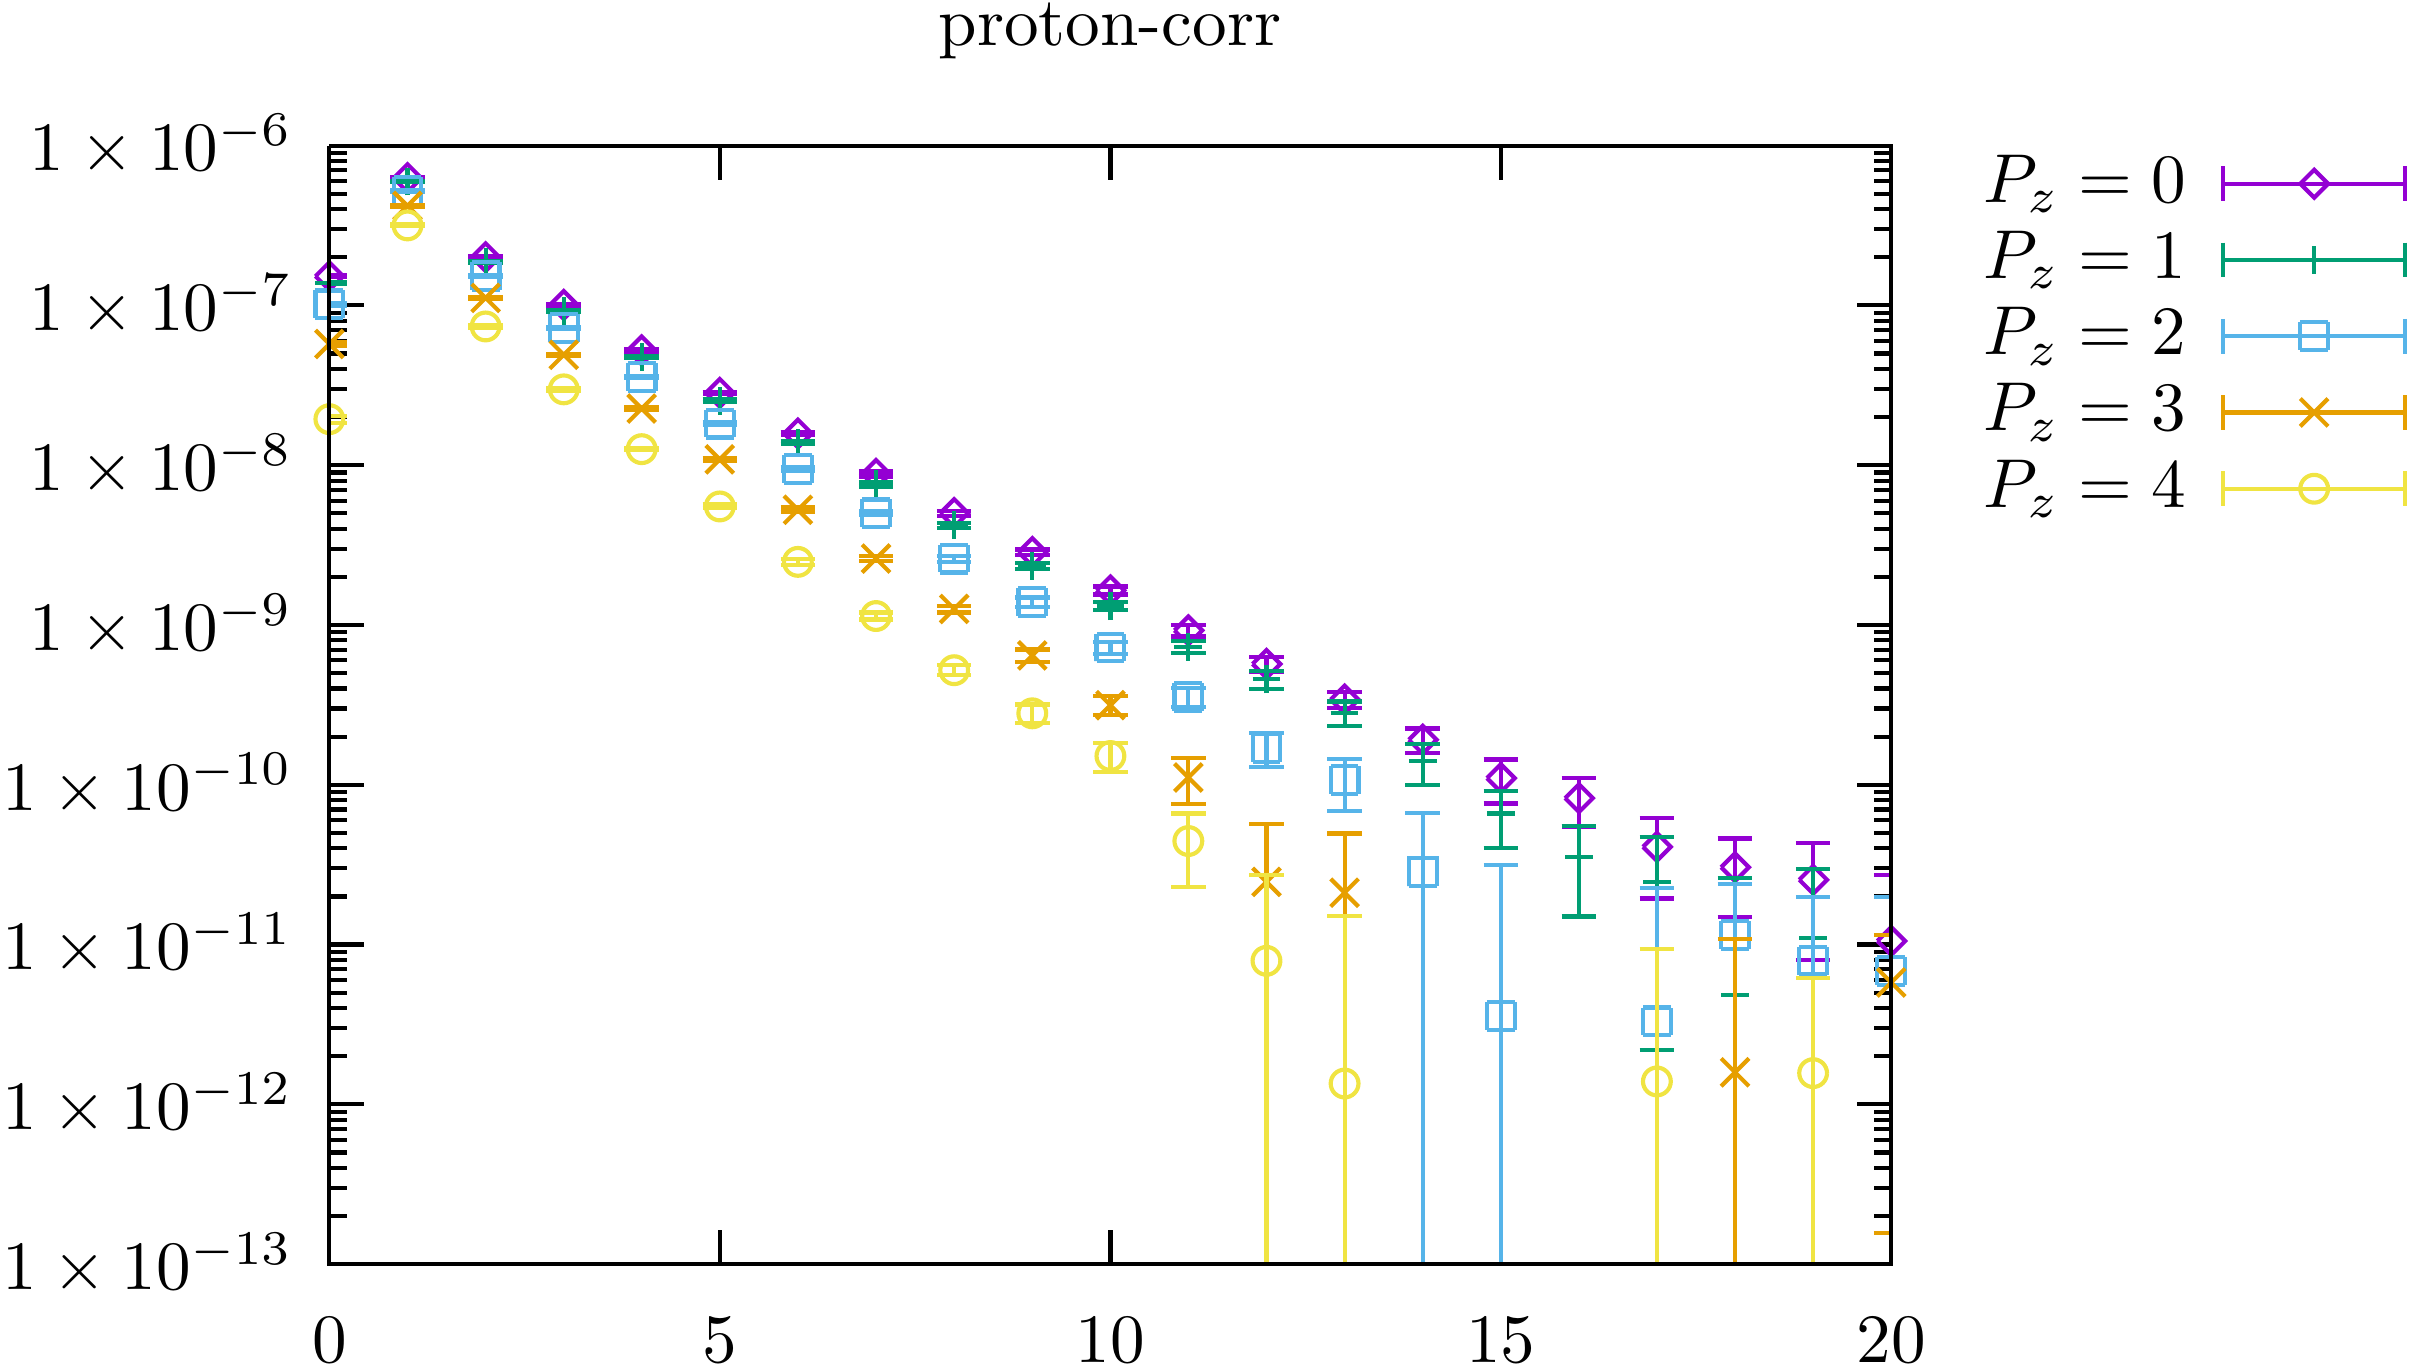 proton-corr
1 × 10⁻⁶
1 × 10⁻⁷
1 × 10⁻⁸
1 × 10⁻⁹
1 × 10⁻¹⁰
1 × 10⁻¹¹
1 × 10⁻¹²
1 × 10⁻¹³
0 5 10 15 20
P_z = 0
P_z = 1
P_z = 2
P_z = 3
P_z = 4